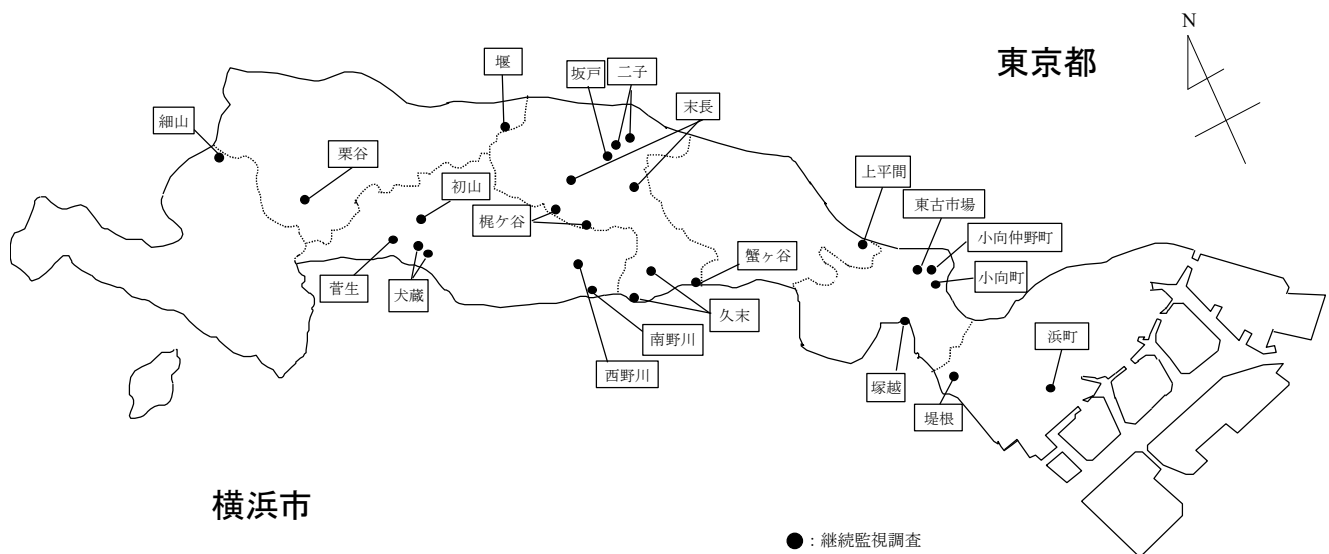 N
東京都
堰
坂戸
二子
末長
細山
栗谷
初山
梶ケ谷
上平間
東古市場
小向仲野町
小向町
蟹ヶ谷
菅生
犬蔵
久末
南野川
西野川
浜町
塚越
堤根
横浜市
●:継続監視調査